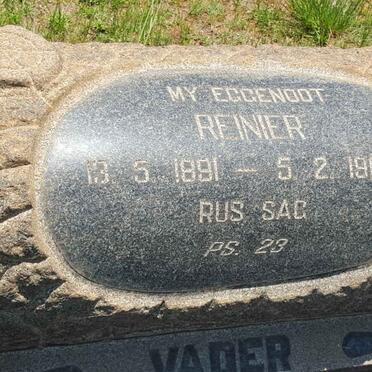 MY EGGENOOT
REINIER
13. 5. 1891 — 5. 2. 19
RUS SAG
PS. 23
VADER